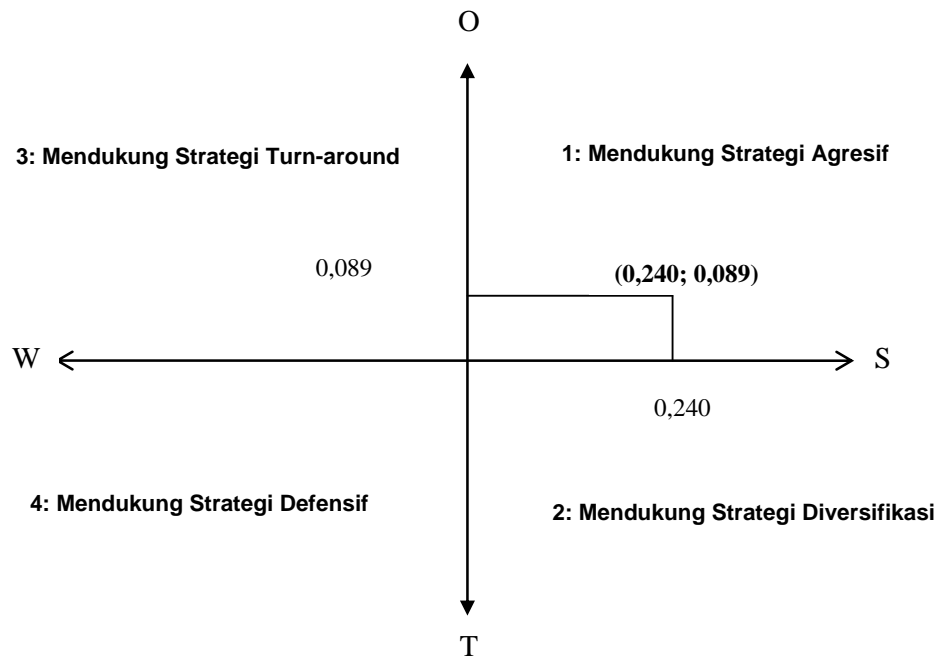 O
3: Mendukung Strategi Turn-around
1: Mendukung Strategi Agresif
0,089
(0,240; 0,089)
W
S
0,240
4: Mendukung Strategi Defensif
2: Mendukung Strategi Diversifikasi
T